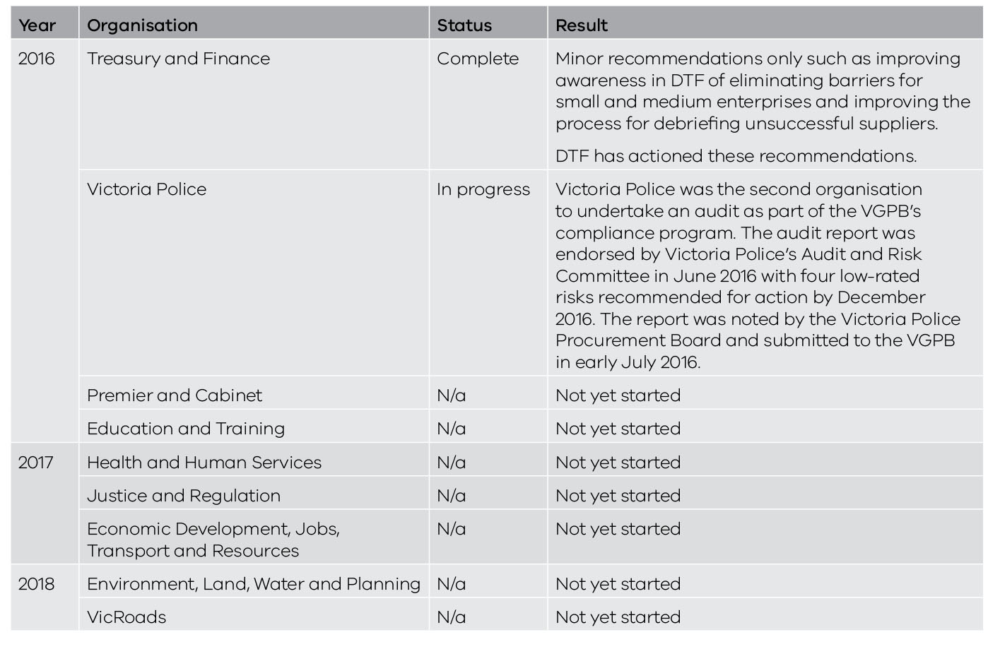 Year Organisation Status Result
2016 Treasury and Finance Complete Minor recommendations only such as improving
awareness in DTF of eliminating barriers for
small and medium enterprises and improving the
process for debriefing unsuccessful suppliers.
DTF has actioned these recommendations.
Victoria Police In progress Victoria Police was the second organisation
to undertake an audit as part of the VGPB’s
compliance program. The audit report was
endorsed by Victoria Police’s Audit and Risk
Committee in June 2016 with four low-rated
risks recommended for action by December
2016. The report was noted by the Victoria Police
Procurement Board and submitted to the VGPB
in early July 2016.
Premier and Cabinet N/a Not yet started
Education and Training N/a Not yet started
2017 Health and Human Services N/a Not yet started
Justice and Regulation N/a Not yet started
Economic Development, Jobs, N/a Not yet started
Transport and Resources
2018 Environment, Land, Water and Planning N/a Not yet started
VicRoads N/a Not yet started